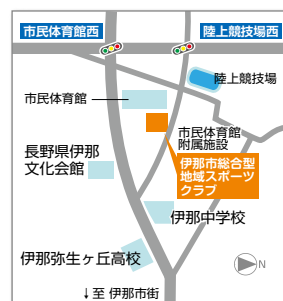 市民体育館西
陸上競技場西
陸上競技場
市民体育館
市民体育館
附属施設
伊那市総合型
地域スポーツ
クラブ
長野県伊那
文化会館
伊那中学校
伊那弥生ヶ丘高校
N
↓至 伊那市街